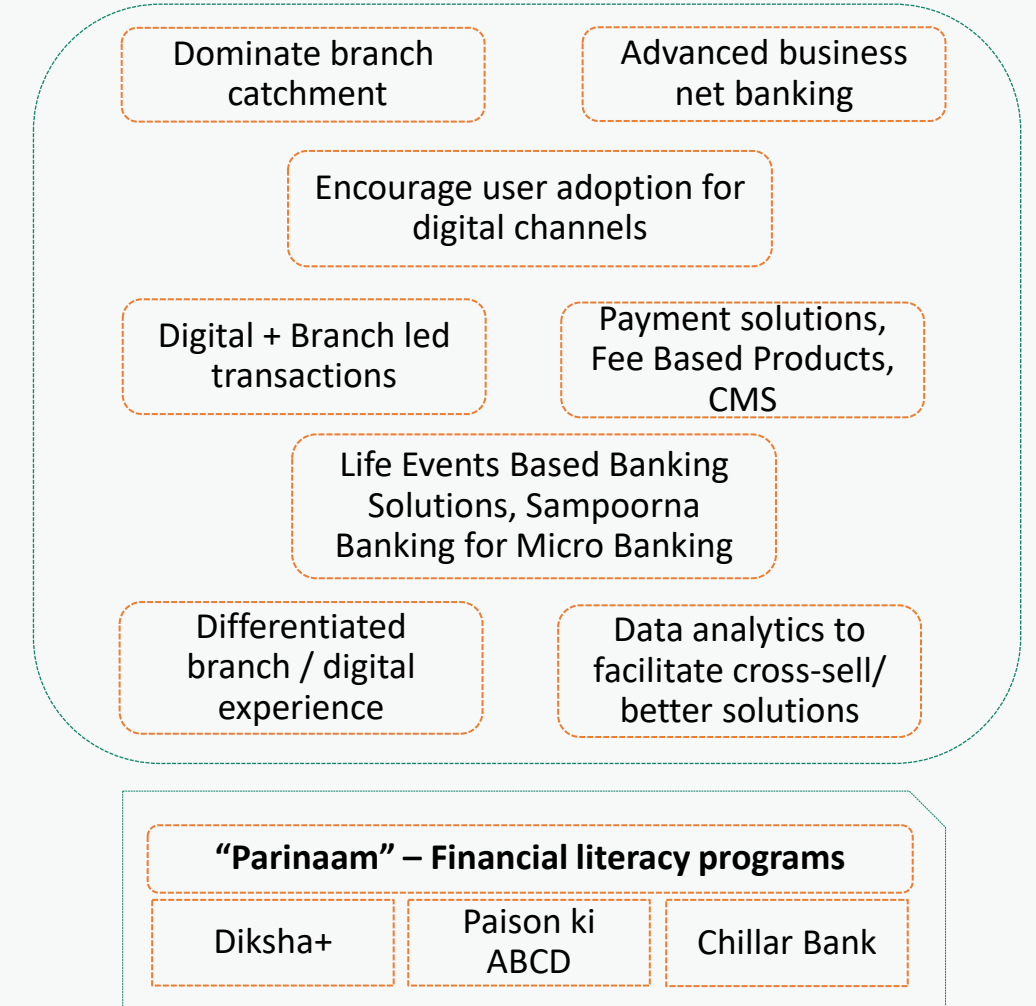 Dominate branch
catchment
Advanced business
net banking
Encourage user adoption for
digital channels
Digital + Branch led
transactions
Payment solutions,
Fee Based Products,
CMS
Life Events Based Banking
Solutions, Sampoorna
Banking for Micro Banking
Differentiated
branch / digital
experience
Data analytics to
facilitate cross-sell/
better solutions
“Parinaam” – Financial literacy programs
Diksha+
Paison ki
ABCD
Chillar Bank